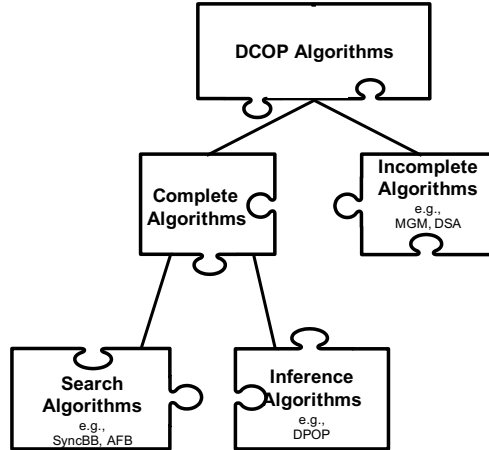 DCOP Algorithms
Complete
Algorithms
Incomplete
Algorithms
e.g.,
MGM, DSA
Search
Algorithms
e.g.,
SyncBB, AFB
Inference
Algorithms
e.g.,
DPOP